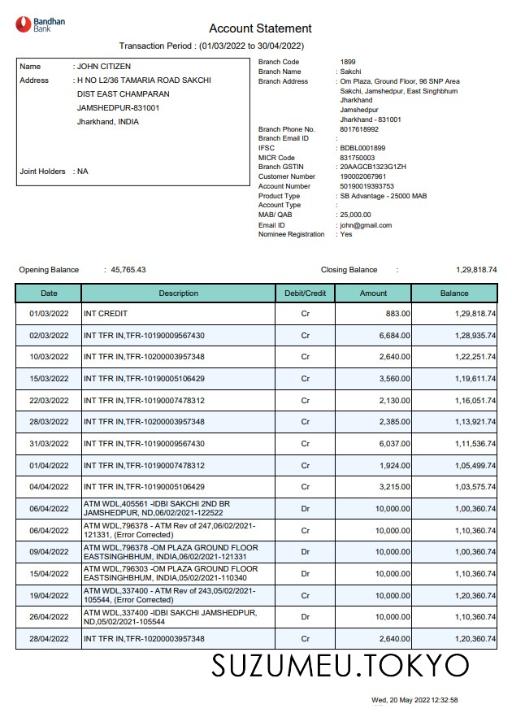 Bandhan
Bank
Account Statement
Transaction Period : (01/03/2022 to 30/04/2022)
Name : JOHN CITIZEN
Address : H NO L2/36 TAMARIA ROAD SAKCHI
DIST EAST CHAMPARAN
JAMSHEDPUR-831001
Jharkhand, INDIA
Joint Holders : NA
Branch Code 1899
Branch Name : Sakchi
Branch Address : Om Plaza, Ground Floor, 96 SNP Area
Sakchi, Jamshedpur, East Singhbhum
Jharkhand
Jamshedpur
Jharkhand - 831001
Branch Phone No. 8017618992
Branch Email ID :
IFSC : BDBL0001899
MICR Code 831750003
Branch GSTIN : 20AAGCB1323G1ZH
Customer Number 190002067961
Account Number 50190019393753
Product Type : SB Advantage - 25000 MAB
Account Type :
MAB/ QAB : 25,000.00
Email ID : john@gmail.com
Nominee Registration : Yes
Opening Balance : 45,765.43 Closing Balance : 1,29,818.74
Date Description Debit/Credit Amount Balance
01/03/2022 INT CREDIT Cr 883.00 1,29,818.74
02/03/2022 INT TFR IN,TFR-10190009567430 Cr 6,684.00 1,28,935.74
10/03/2022 INT TFR IN,TFR-10200003957348 Cr 2,640.00 1,22,251.74
15/03/2022 INT TFR IN,TFR-10190005106429 Cr 3,560.00 1,19,611.74
22/03/2022 INT TFR IN,TFR-10190007478312 Cr 2,130.00 1,16,051.74
28/03/2022 INT TFR IN,TFR-10200003957348 Cr 2,385.00 1,13,921.74
31/03/2022 INT TFR IN,TFR-10190009567430 Cr 6,037.00 1,11,536.74
01/04/2022 INT TFR IN,TFR-10190007478312 Cr 1,924.00 1,05,499.74
04/04/2022 INT TFR IN,TFR-10190005106429 Cr 3,215.00 1,03,575.74
06/04/2022 ATM WDL,405561 -IDBI SAKCHI 2ND BR Dr 10,000.00 1,00,360.74
JAMSHEDPUR, ND,06/02/2021-122522
06/04/2022 ATM WDL,796378 - ATM Rev of 247,06/02/2021- Cr 10,000.00 1,10,360.74
121331, (Error Corrected)
09/04/2022 ATM WDL,796378 -OM PLAZA GROUND FLOOR Dr 10,000.00 1,00,360.74
EASTSINGHBHUM, INDIA,06/02/2021-121331
15/04/2022 ATM WDL,796303 -OM PLAZA GROUND FLOOR Dr 10,000.00 1,10,360.74
EASTSINGHBHUM, INDIA,05/02/2021-110340
19/04/2022 ATM WDL,337400 - ATM Rev of 243,05/02/2021- Cr 10,000.00 1,20,360.74
105544, (Error Corrected)
26/04/2022 ATM WDL,337400 -IDBI SAKCHI JAMSHEDPUR, Dr 10,000.00 1,10,360.74
ND,05/02/2021-105544
28/04/2022 INT TFR IN,TFR-10200003957348 Cr 2,640.00 1,20,360.74
SUZUMEU.TOKYO
Wed, 20 May 2022 12:32:58